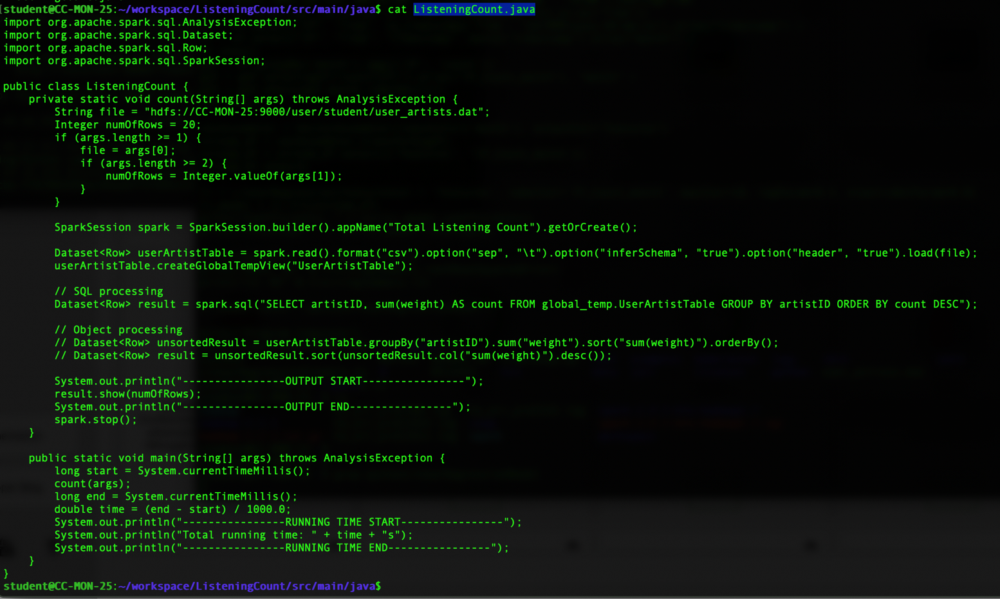 [student@CC-MON-25:~/workspace/ListeningCount/src/main/java$ cat ListeningCount.java
import org.apache.spark.sql.AnalysisException;
import org.apache.spark.sql.Dataset;
import org.apache.spark.sql.Row;
import org.apache.spark.sql.SparkSession;

public class ListeningCount {
    private static void count(String[] args) throws AnalysisException {
        String file = "hdfs://CC-MON-25:9000/user/student/user_artists.dat";
        Integer numOfRows = 20;
        if (args.length >= 1) {
            file = args[0];
            if (args.length >= 2) {
                numOfRows = Integer.valueOf(args[1]);
            }
        }

        SparkSession spark = SparkSession.builder().appName("Total Listening Count").getOrCreate();

        Dataset<Row> userArtistTable = spark.read().format("csv").option("sep", "\t").option("inferSchema", "true").option("header", "true").load(file);
        userArtistTable.createGlobalTempView("UserArtistTable");

        // SQL processing
        Dataset<Row> result = spark.sql("SELECT artistID, sum(weight) AS count FROM global_temp.UserArtistTable GROUP BY artistID ORDER BY count DESC");

        // Object processing
        // Dataset<Row> unsortedResult = userArtistTable.groupBy("artistID").sum("weight").sort("sum(weight)").orderBy();
        // Dataset<Row> result = unsortedResult.sort(unsortedResult.col("sum(weight)").desc());

        System.out.println("----------------OUTPUT START----------------");
        result.show(numOfRows);
        System.out.println("----------------OUTPUT END----------------");
        spark.stop();
    }

    public static void main(String[] args) throws AnalysisException {
        long start = System.currentTimeMillis();
        count(args);
        long end = System.currentTimeMillis();
        double time = (end - start) / 1000.0;
        System.out.println("----------------RUNNING TIME START----------------");
        System.out.println("Total running time: " + time + "s");
        System.out.println("----------------RUNNING TIME END----------------");
    }
}
student@CC-MON-25:~/workspace/ListeningCount/src/main/java$